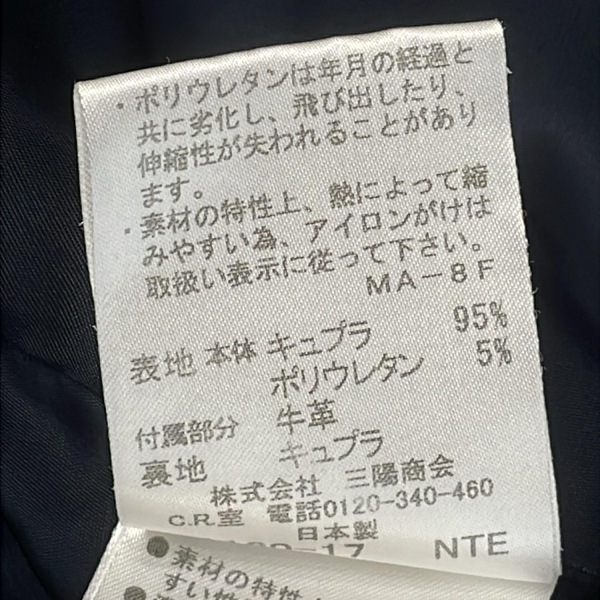 ・ポリウレタンは年月の経過と
共に劣化し、飛び出したり、
伸縮性が失われることがあり
ます。
・素材の特性上、熱によって縮
みやすい為、アイロンがけは
取扱い表示に従って下さい。
MA-8F
表地 本体 キュプラ 95%
ポリウレタン 5%
付属部分 牛革
裏地 キュプラ
株式会社 三陽商会
C.R.室 電話0120-340-460
日本製
-17 NTE
●素材の特性
すい性